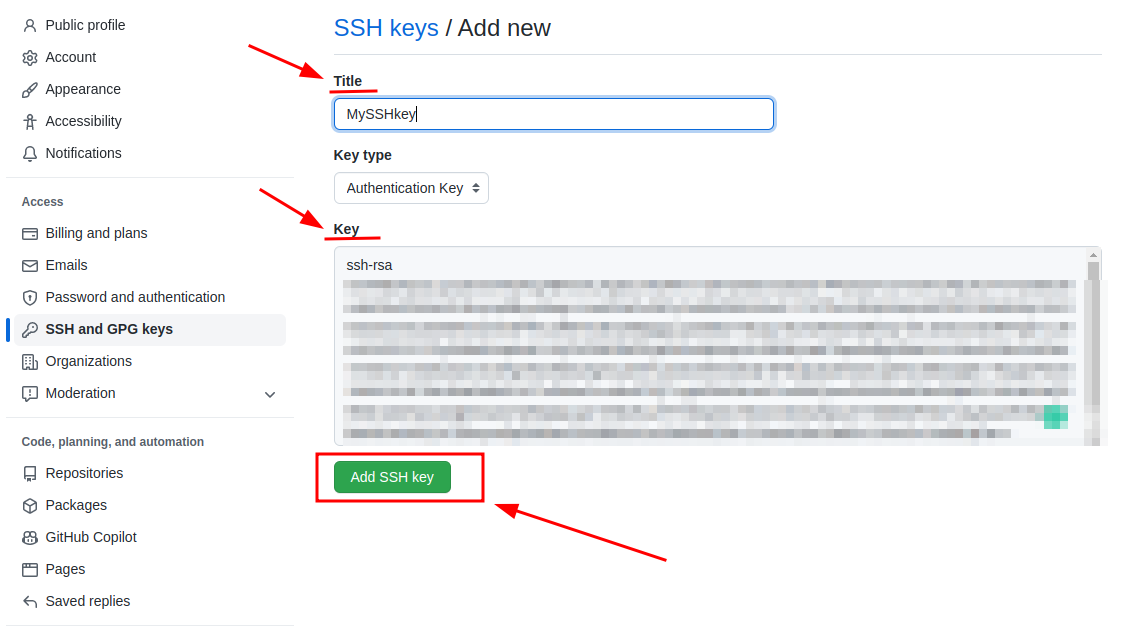 Public profile
Account
Appearance
Accessibility
Notifications
Access
Billing and plans
Emails
Password and authentication
SSH and GPG keys
Organizations
Moderation
Code, planning, and automation
Repositories
Packages
GitHub Copilot
Pages
Saved replies
SSH keys / Add new
Title
MySSHkey
Key type
Authentication Key
Key
ssh-rsa
Add SSH key